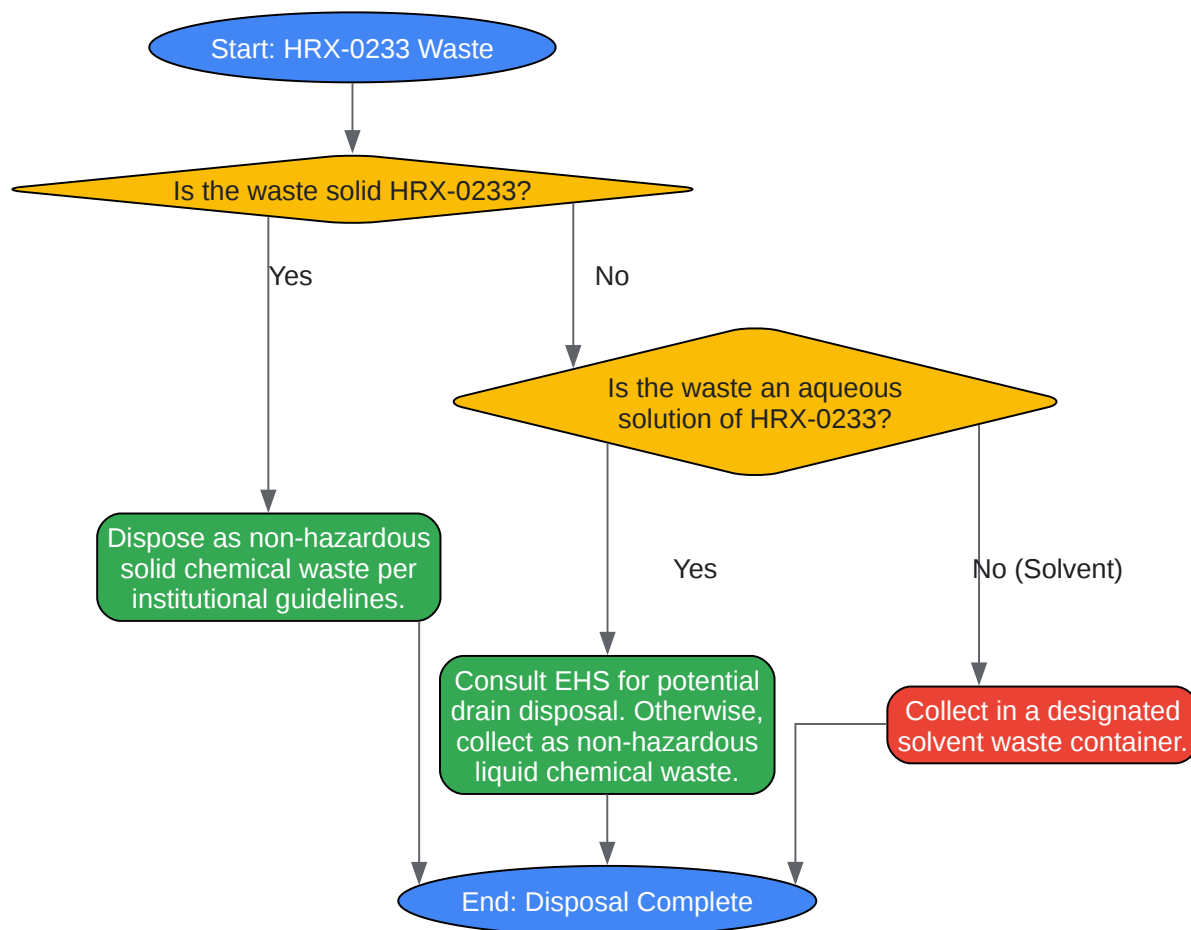 Start: HRX-0233 Waste
Is the waste solid HRX-0233?
Yes
No
Is the waste an aqueous
solution of HRX-0233?
Dispose as non-hazardous
solid chemical waste per
institutional guidelines.
Yes
No (Solvent)
Consult EHS for potential
drain disposal. Otherwise,
collect as non-hazardous
liquid chemical waste.
Collect in a designated
solvent waste container.
End: Disposal Complete